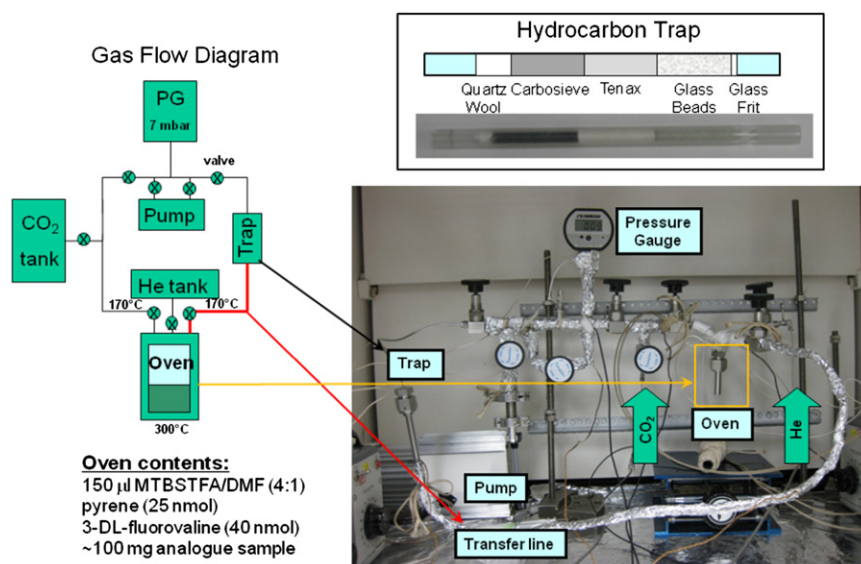 Gas Flow Diagram
PG
7 mbar
valve
CO2
tank
Pump
Trap
He tank
170°C
170°C
Oven
300°C
Oven contents:
150 µl MTBSTFA/DMF (4:1)
pyrene (25 nmol)
3-DL-fluorovaline (40 nmol)
~100 mg analogue sample
Hydrocarbon Trap
Quartz
Wool
Carbosieve
Tenax
Glass
Beads
Glass
Frit
Pressure
Gauge
Trap
CO2
Oven
He
Pump
Transfer line